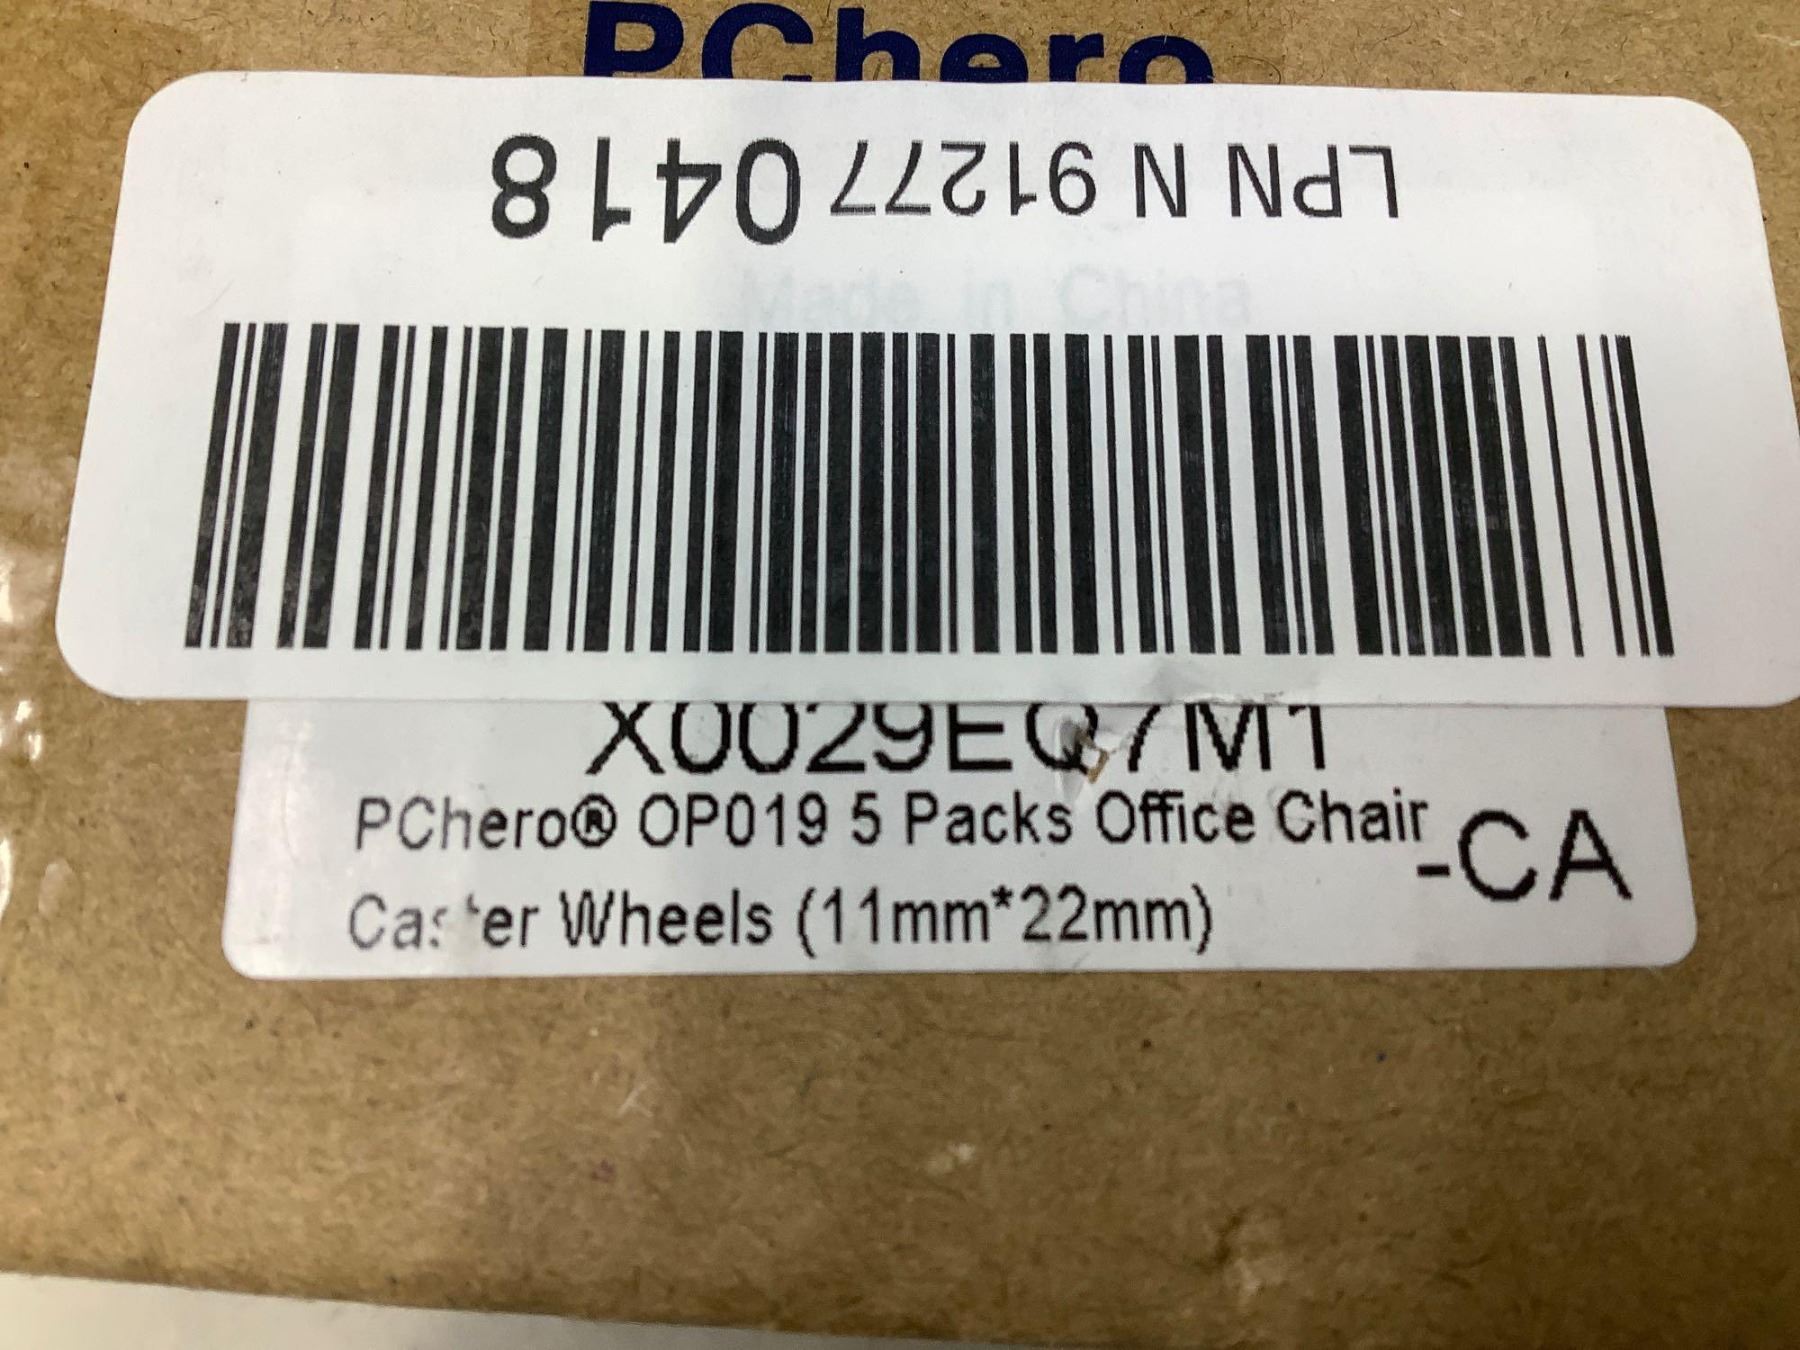 PChero
LPN N 91277 0418
Made in China
X0029EQ7M1
PChero® OP019 5 Packs Office Chair
Caster Wheels (11mm*22mm)
-CA